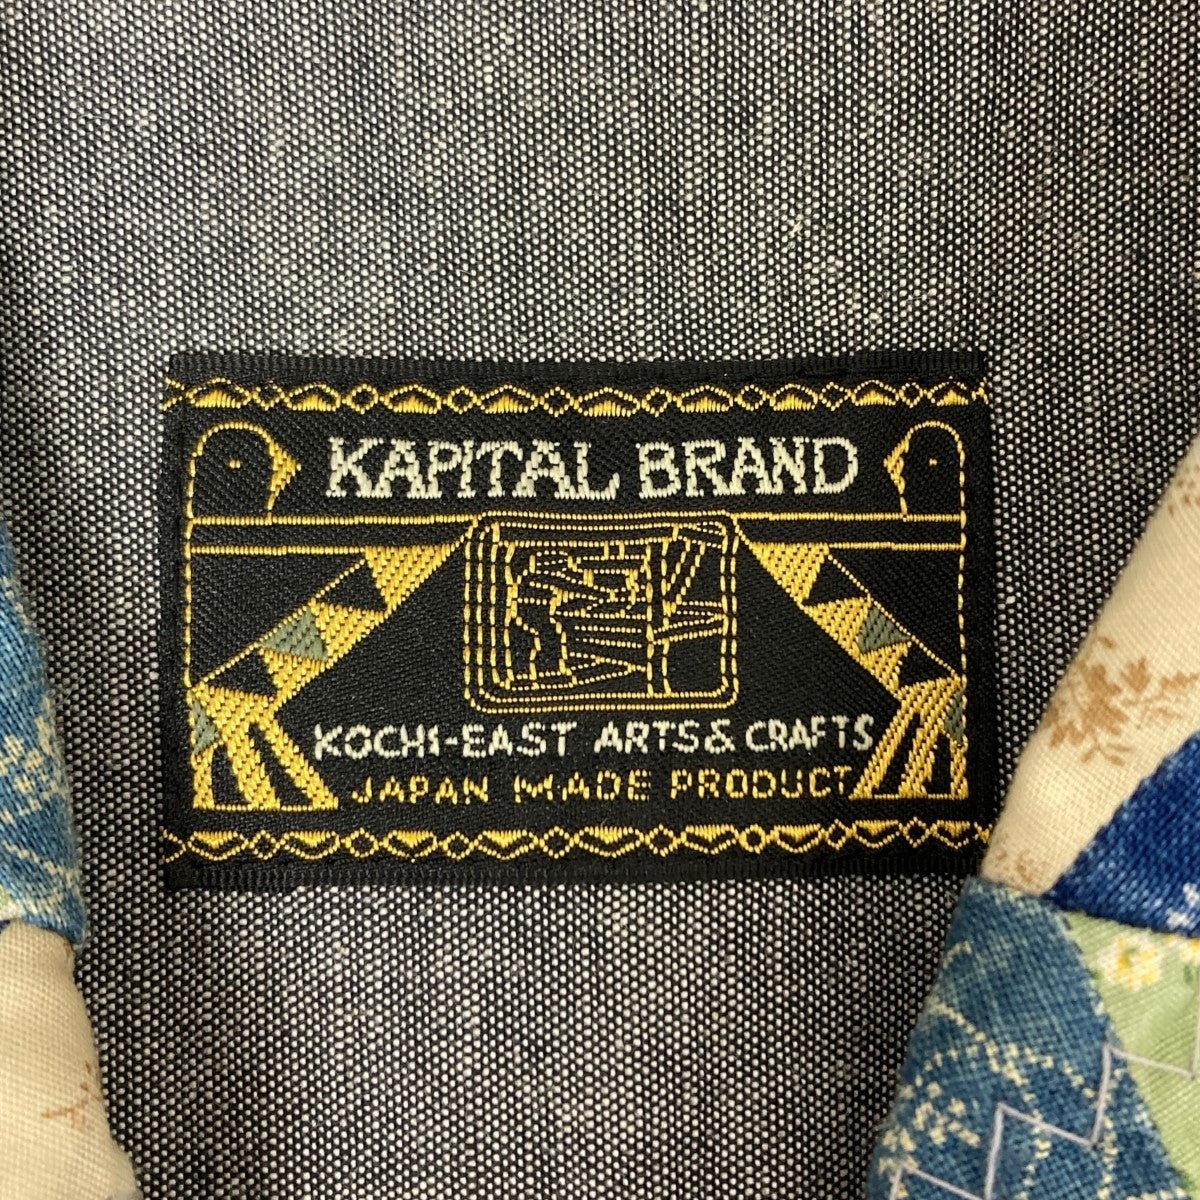 KAPITAL BRAND
KOCHI-EAST ARTS & CRAFTS
JAPAN MADE PRODUCT